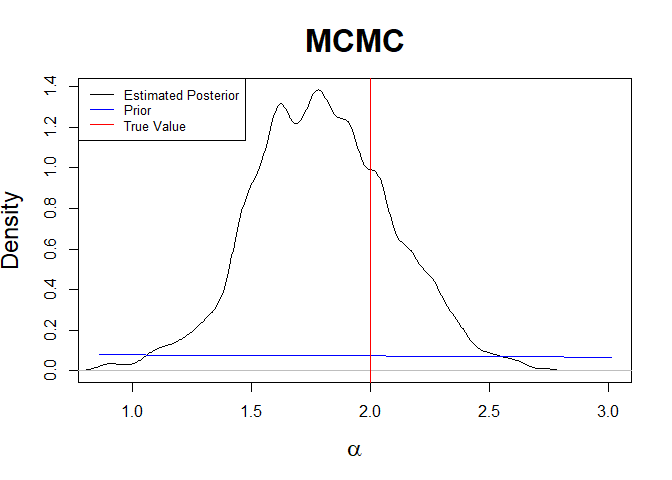 MCMC
Estimated Posterior
Prior
True Value
Density
0.0 0.2 0.4 0.6 0.8 1.0 1.2 1.4
1.0 1.5 2.0 2.5 3.0
α